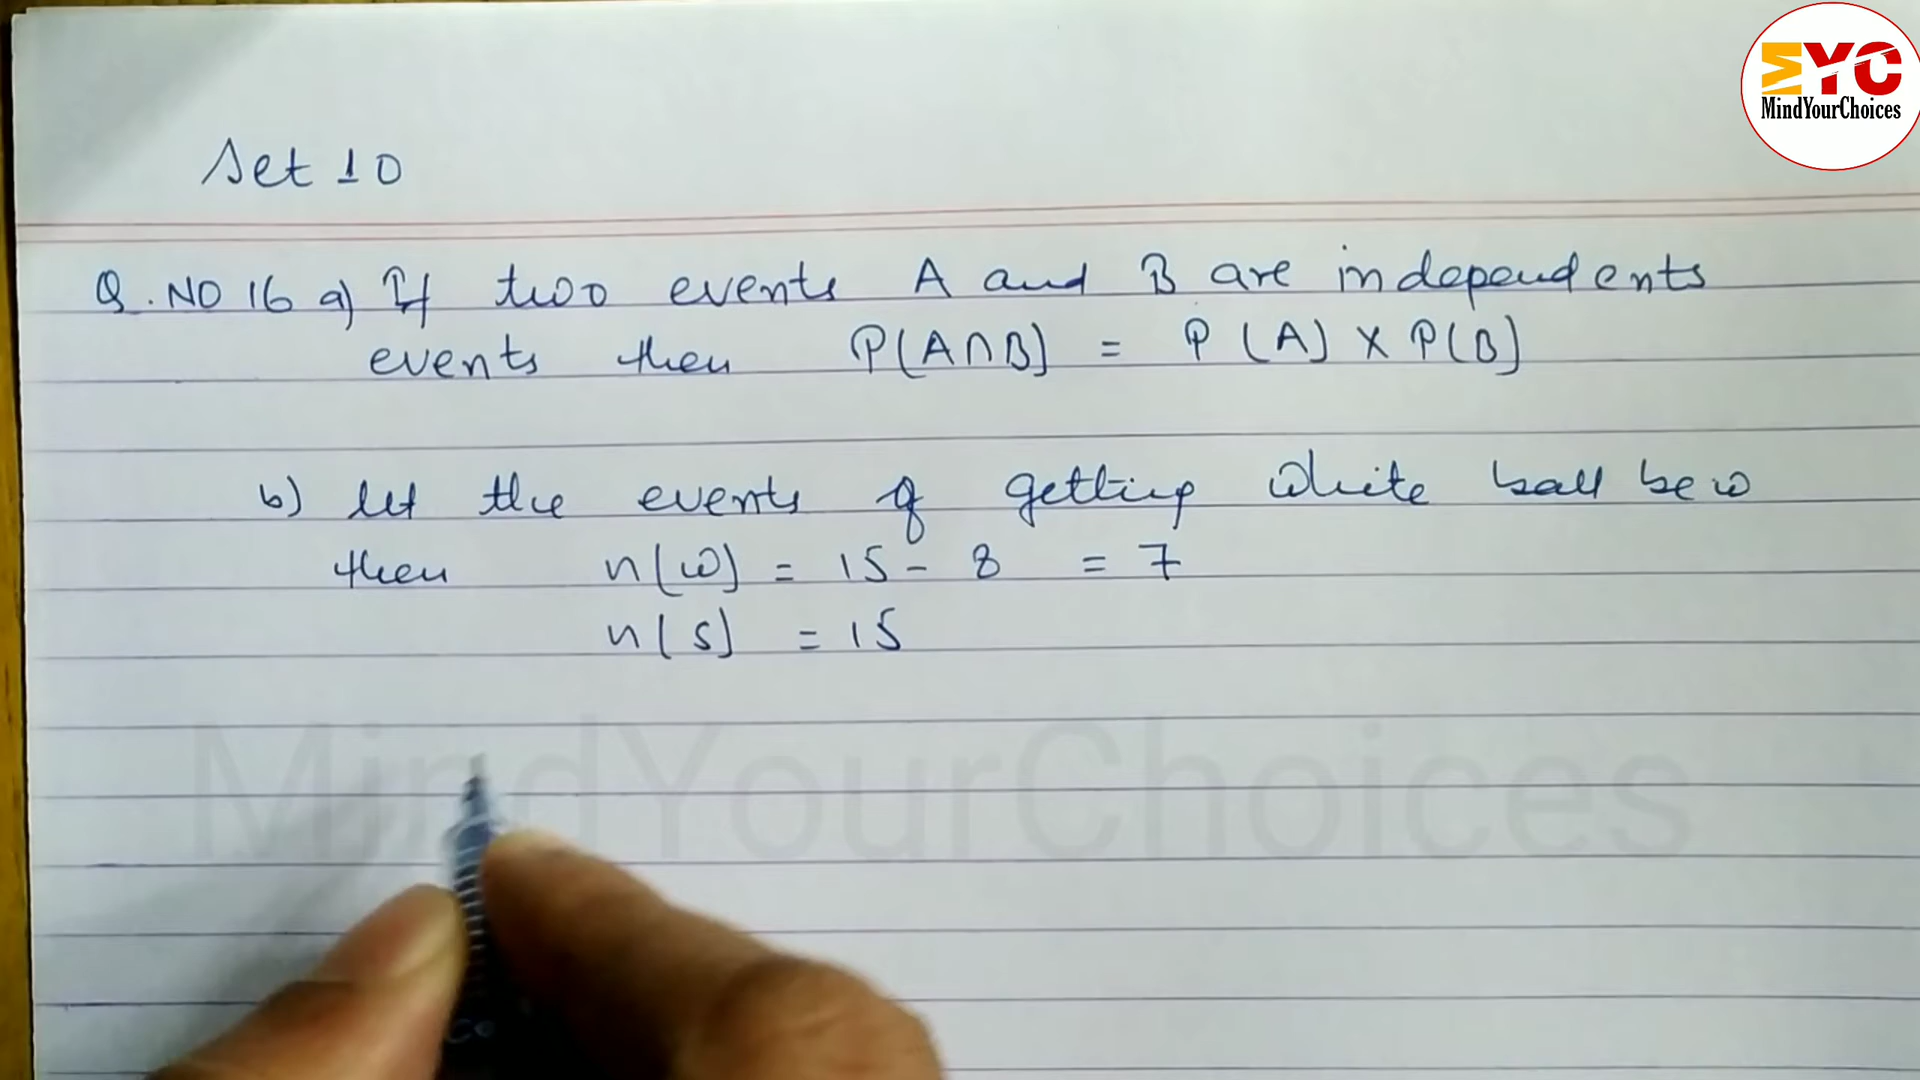 MYC
MindYourChoices
Set 10
Q.NO 16 a) If two events A and B are independents
events then P(A∩B) = P(A) × P(B)
b) let the events of getting White ball be w
then n(w) = 15 - 8 = 7
n(s) = 15
MindYourChoices